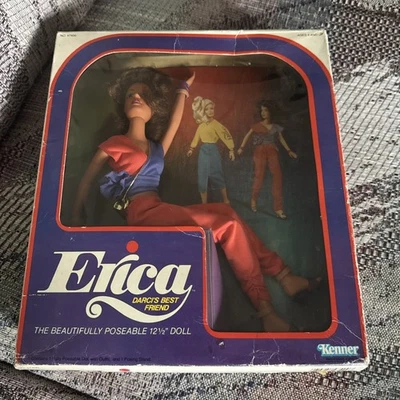 Erica
DARCI'S BEST
FRIEND
THE BEAUTIFULLY POSEABLE 12½" DOLL
Kenner